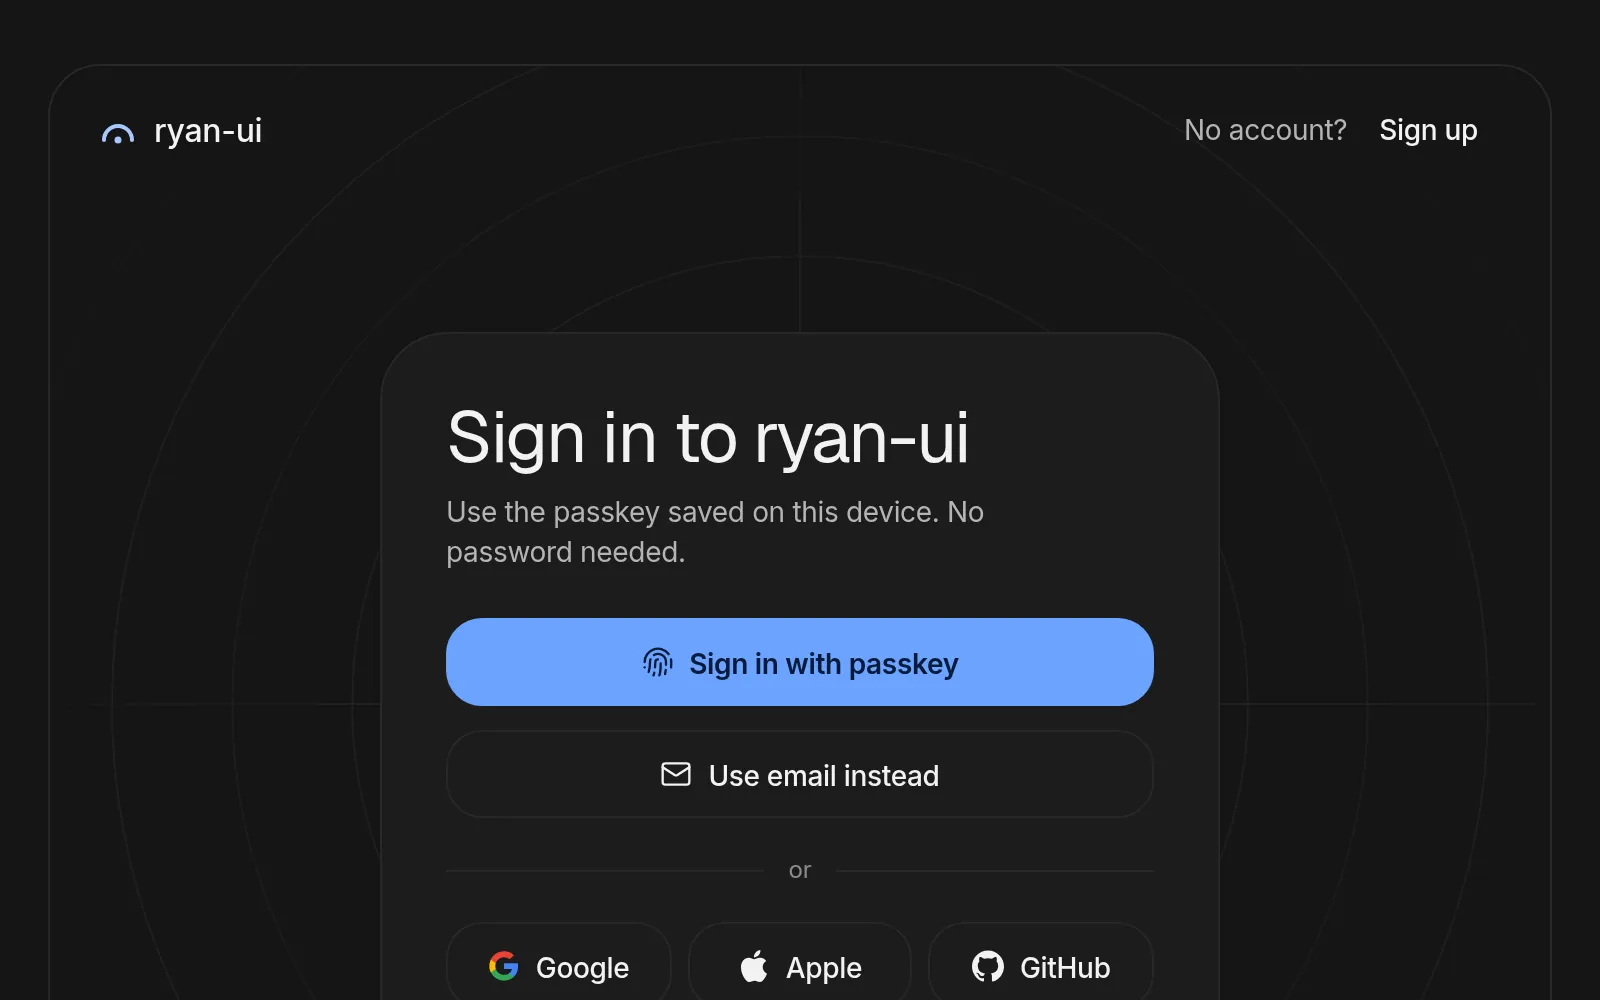 ryan-ui
No account? Sign up
Sign in to ryan-ui
Use the passkey saved on this device. No
password needed.
Sign in with passkey
Use email instead
or
Google
Apple
GitHub